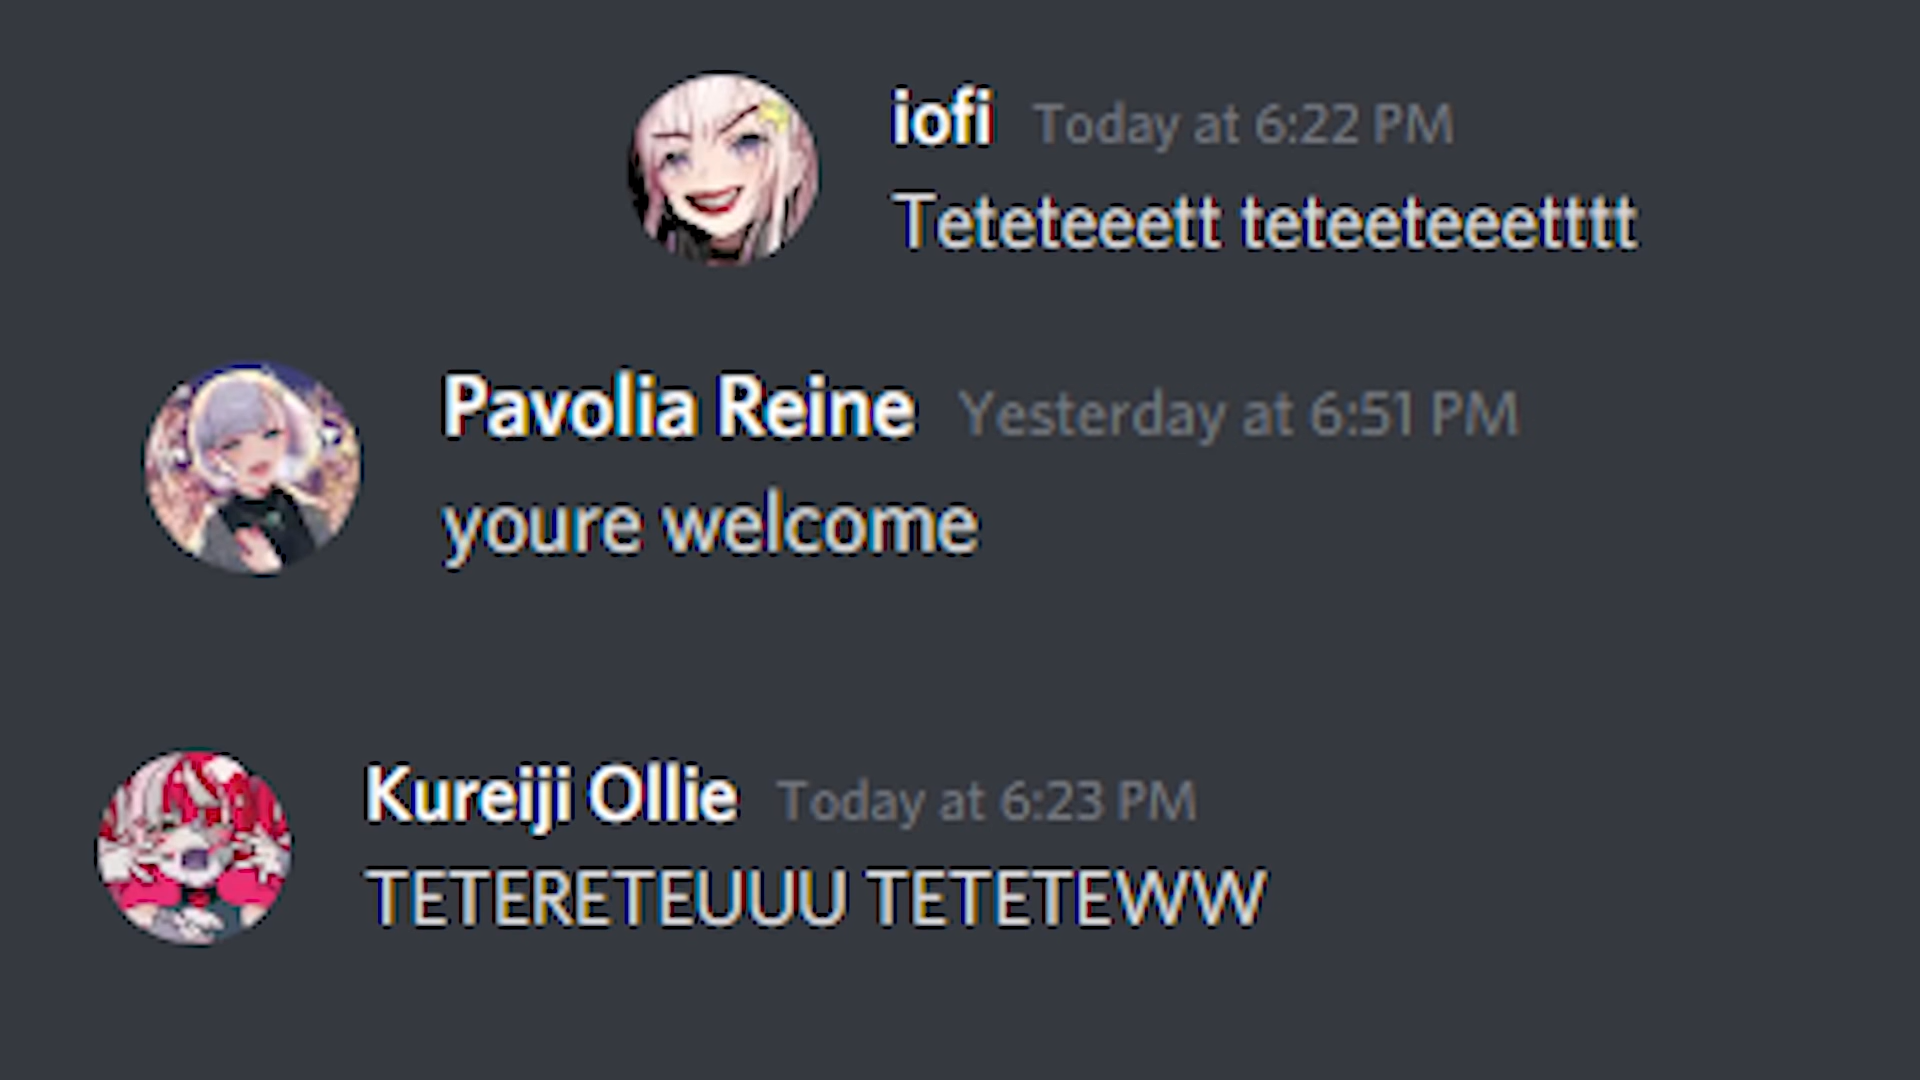 iofi Today at 6:22 PM
Teteteeett teteeteeetttt
Pavolia Reine Yesterday at 6:51 PM
youre welcome
Kureiji Ollie Today at 6:23 PM
TETERETEUUU TETETEWW